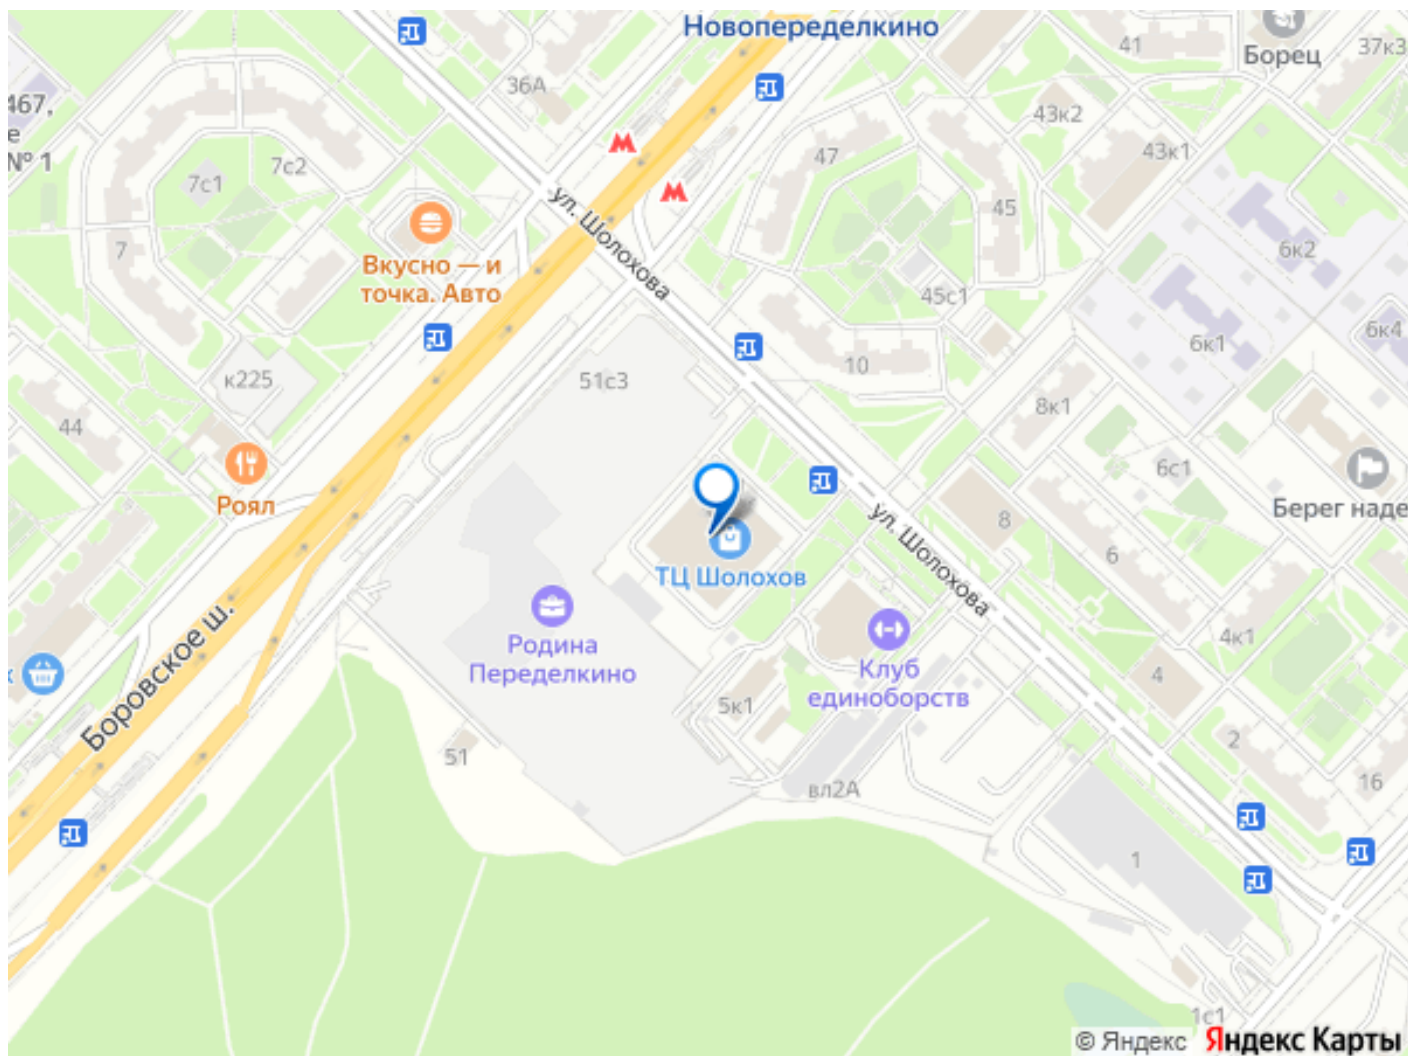 Новопеределкино
41
Борец
37к3
36А
467,
е
№ 1
43к2
47
43к1
7с2
7с1
ул. Шолохова
45
7
6к2
Вкусно — и
точка. Авто
45с1
6к1
6к4
10
к225
51с3
8к1
44
6с1
Роял
8
ул. Шолохова
Берег наде
6
ТЦ Шолохов
Боровское ш.
Родина
Переделкино
4к1
Клуб
единоборств
4
к
5к1
2
51
16
вл2А
1
1с1
© Яндекс
Яндекс Карты